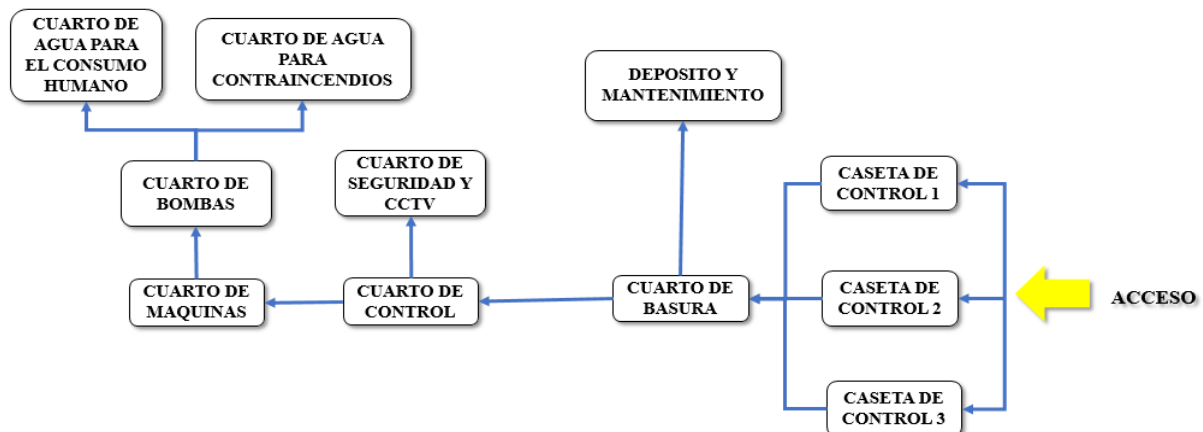 CUARTO DE
AGUA PARA
EL CONSUMO
HUMANO
CUARTO DE AGUA
PARA
CONTRAINCENDIOS
DEPOSITO Y
MANTENIMIENTO
CUARTO DE
BOMBAS
CUARTO DE
SEGURIDAD Y
CCTV
CASETA DE
CONTROL 1
CUARTO DE
MAQUINAS
CUARTO DE
CONTROL
CUARTO DE
BASURA
CASETA DE
CONTROL 2
ACCESO
CASETA DE
CONTROL 3